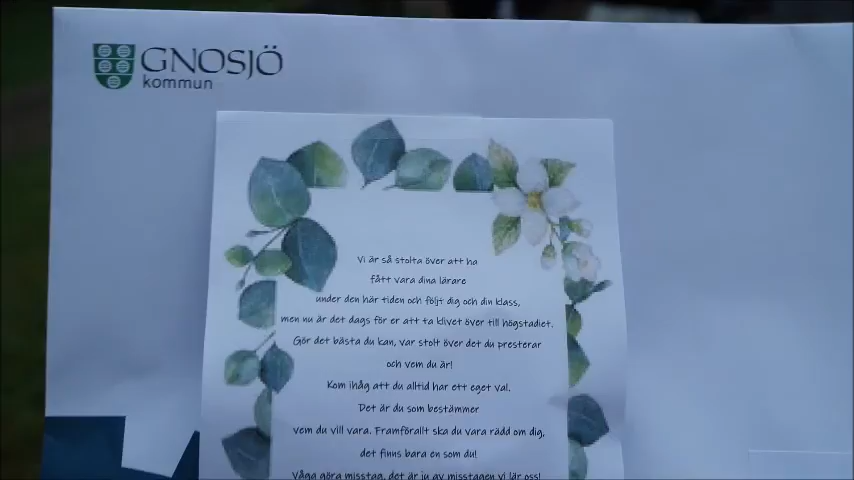 GNOSJÖ
kommun
Vi är så stolta över att ha
fått vara dina lärare
under den här tiden och följt dig och din klass,
men nu är det dags för er att ta klivet över till högstadiet.
Gör det bästa du kan, var stolt över det du presterar
och vem du är!
Kom ihåg att du alltid har ett eget val.
Det är du som bestämmer
vem du vill vara. Framförallt ska du vara rädd om dig,
det finns bara en som du!
Våga göra misstag, det är ju av misstagen vi lär oss!